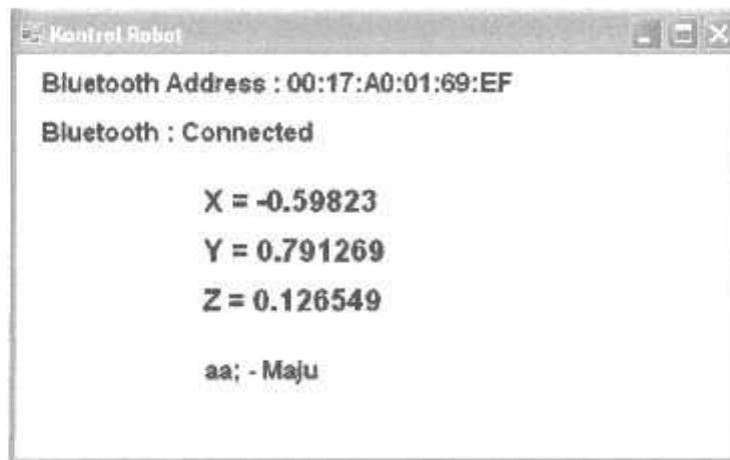 Kontrol Robot
Bluetooth Address : 00:17:A0:01:69:EF
Bluetooth : Connected
X = -0.59823
Y = 0.791269
Z = 0.126549
aa; - Maju